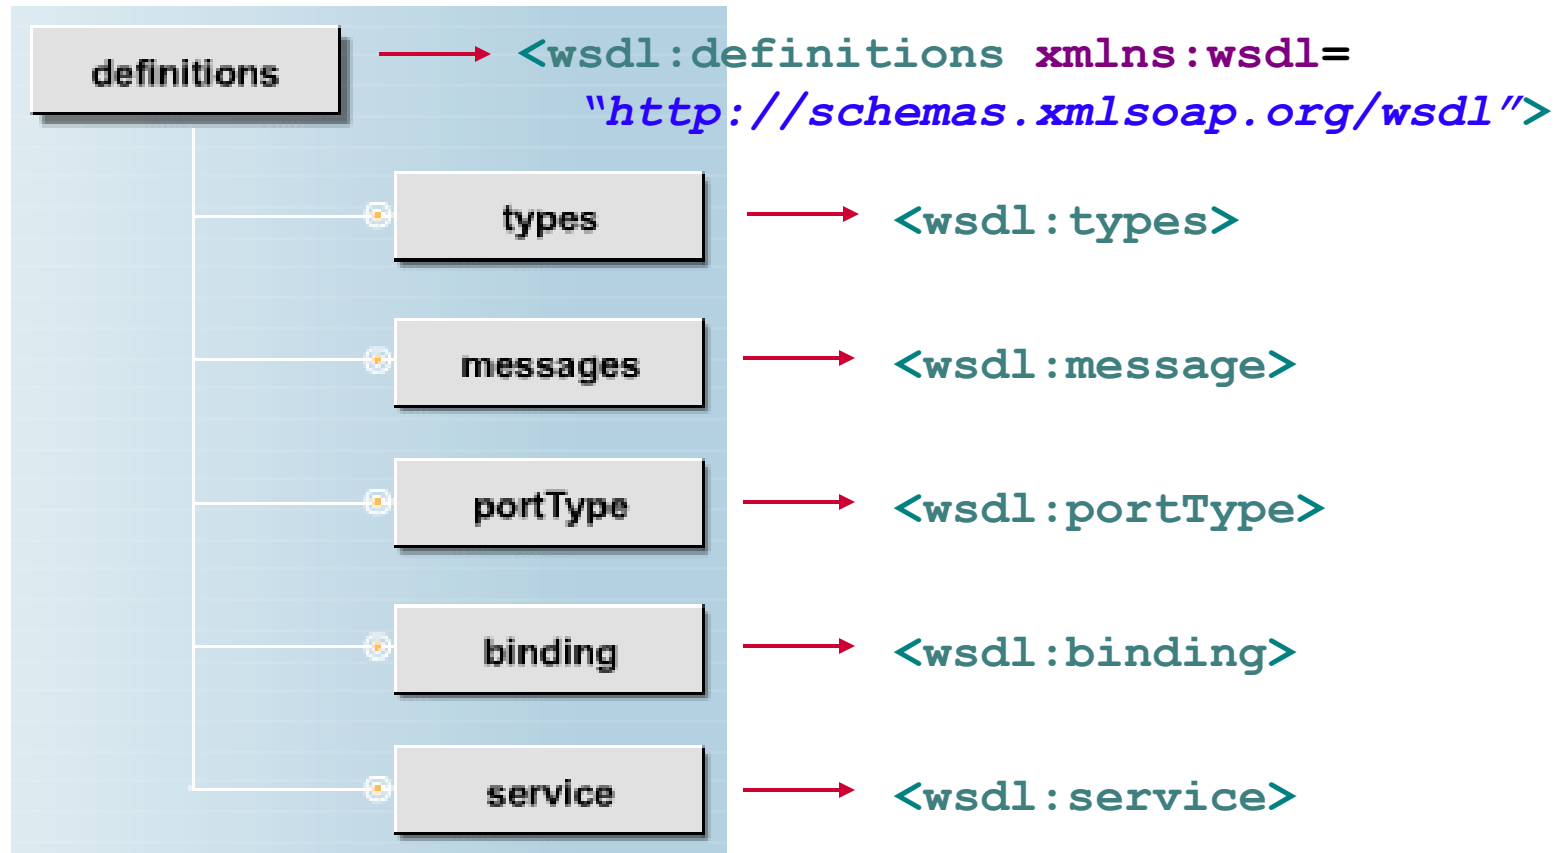 definitions
<wsdl:definitions xmlns:wsdl=
“http://schemas.xmlsoap.org/wsdl”>
types
<wsdl:types>
messages
<wsdl:message>
portType
<wsdl:portType>
binding
<wsdl:binding>
service
<wsdl:service>